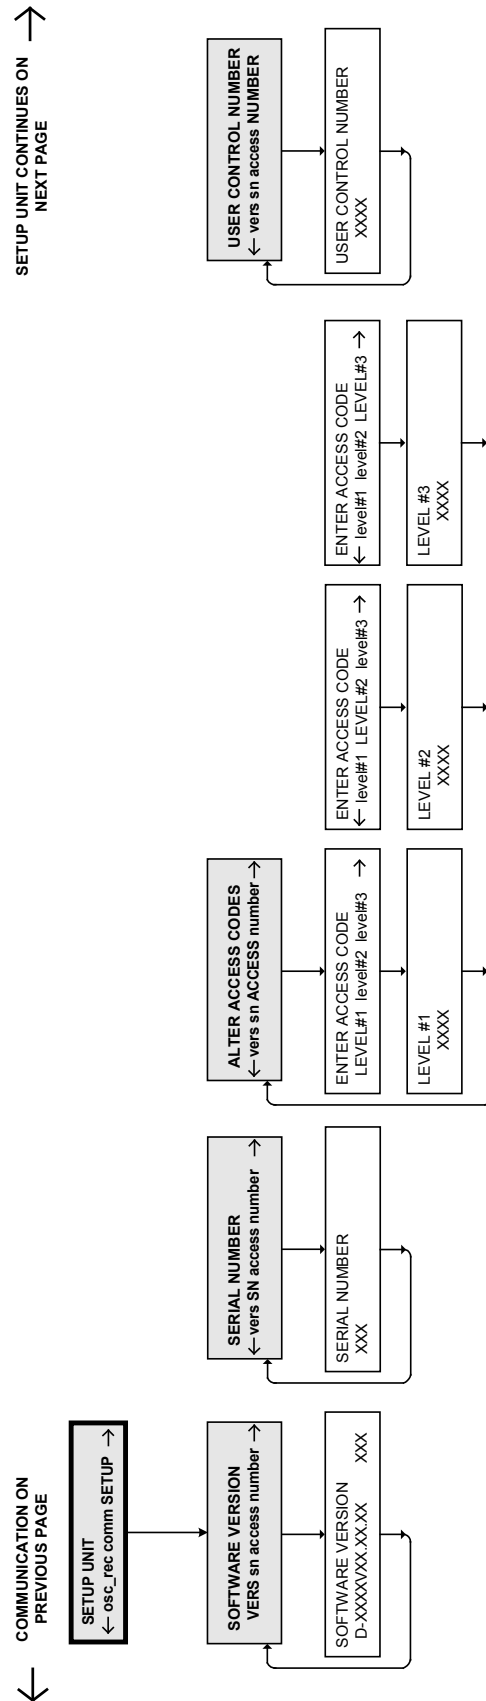 ← COMMUNICATION ON
PREVIOUS PAGE
SETUP UNIT CONTINUES ON →
NEXT PAGE
SETUP UNIT
← osc_rec comm SETUP →
SOFTWARE VERSION
VERS sn access number →
SOFTWARE VERSION
D-XXXXVXX.XX.XX XXX
SERIAL NUMBER
← vers SN access number →
SERIAL NUMBER
XXX
ALTER ACCESS CODES
← vers sn ACCESS number →
ENTER ACCESS CODE
LEVEL#1 level#2 level#3 →
LEVEL #1
XXXX
ENTER ACCESS CODE
← level#1 LEVEL#2 level#3 →
LEVEL #2
XXXX
ENTER ACCESS CODE
← level#1 level#2 LEVEL#3 →
LEVEL #3
XXXX
USER CONTROL NUMBER
← vers sn access NUMBER
USER CONTROL NUMBER
XXXX